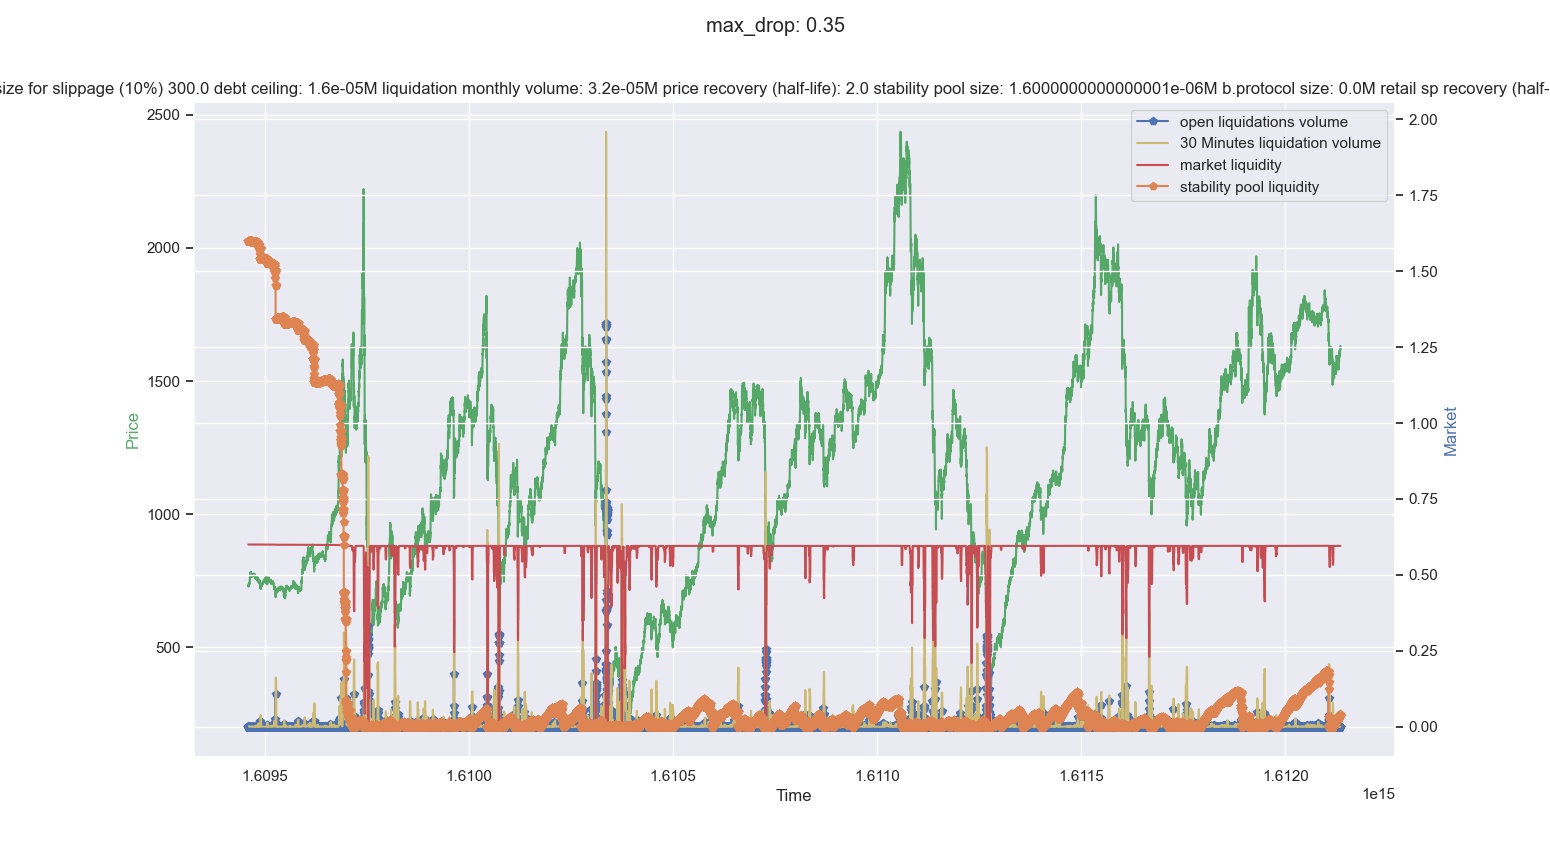 max_drop: 0.35
size for slippage (10%) 300.0 debt ceiling: 1.6e-05M liquidation monthly volume: 3.2e-05M price recovery (half-life): 2.0 stability pool size: 1.6000000000000001e-06M b.protocol size: 0.0M retail sp recovery (half-
2500
2000
1500
1000
500
Price
open liquidations volume
30 Minutes liquidation volume
market liquidity
stability pool liquidity
2.00
1.75
1.50
1.25
1.00
0.75
0.50
0.25
0.00
Market
1.6095 1.6100 1.6105 1.6110 1.6115 1.6120
1e15
Time